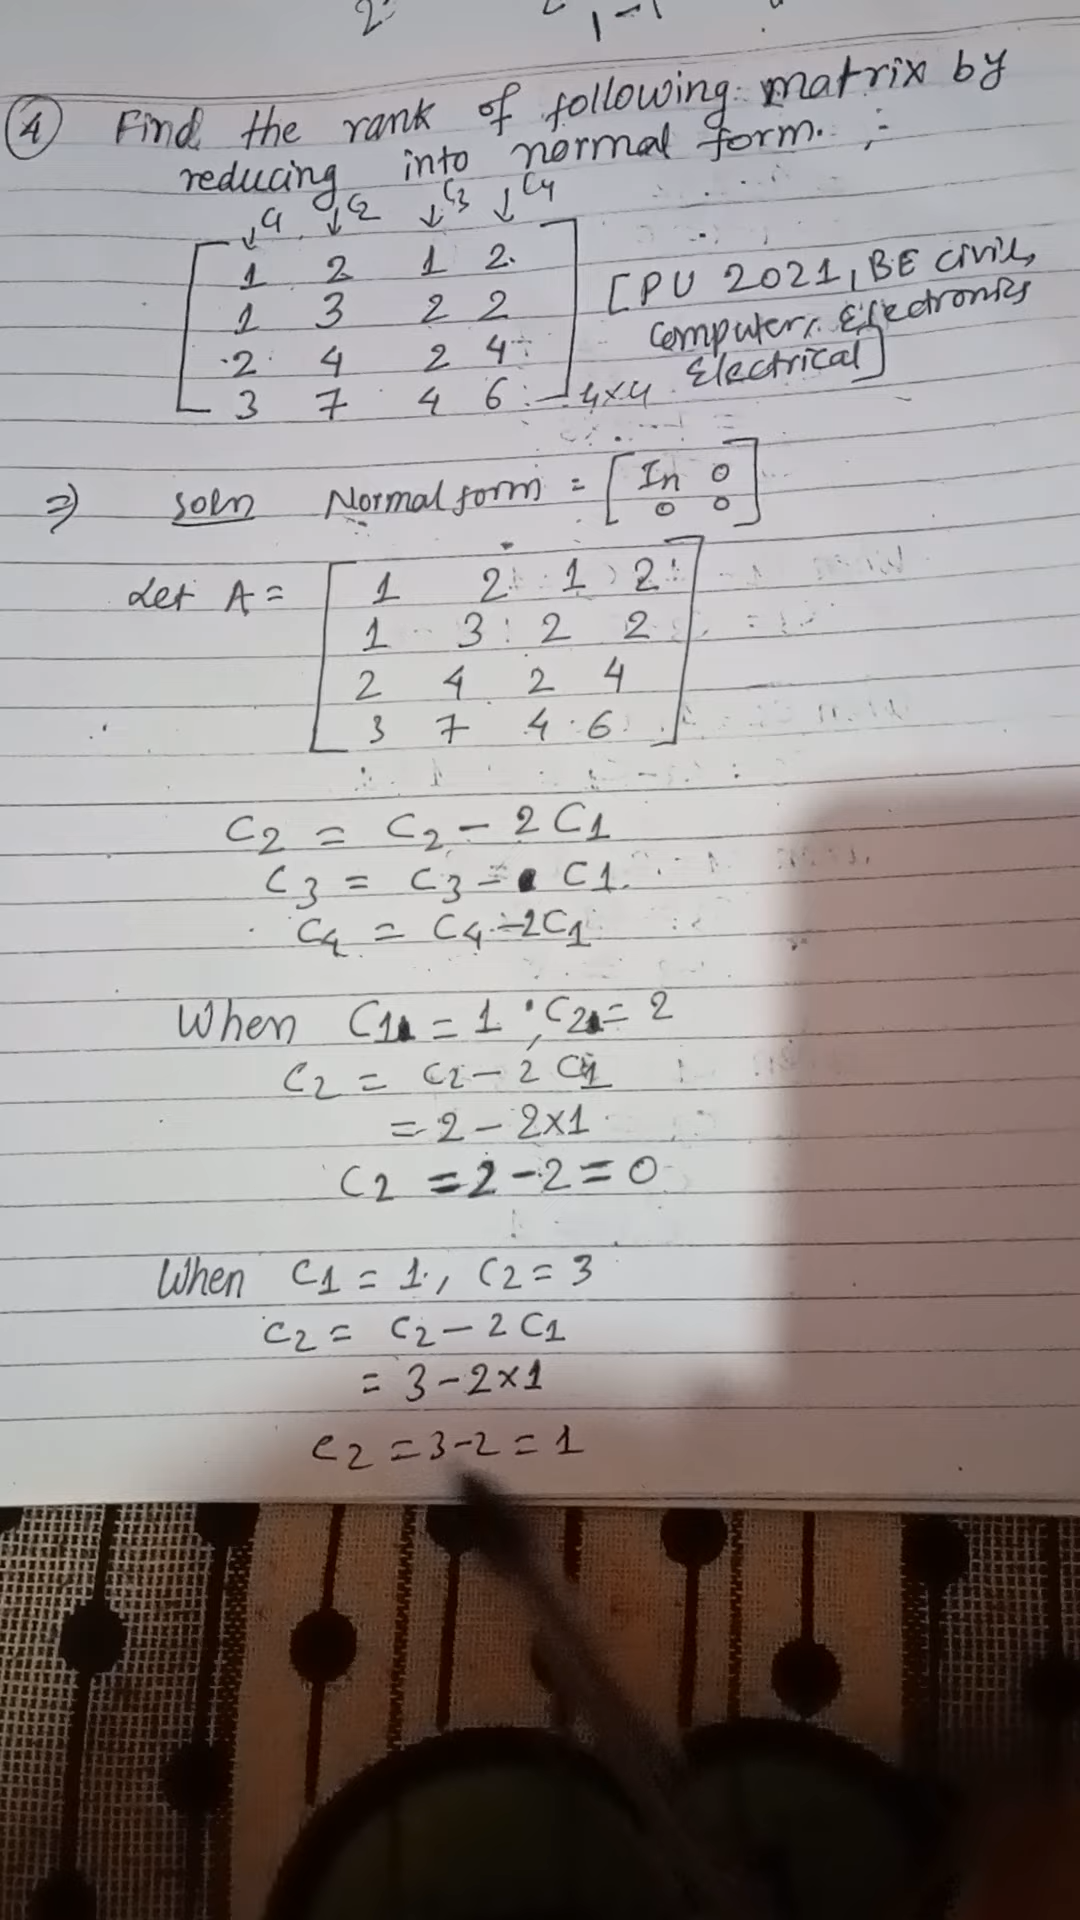 ④ Find the rank of following matrix by
reducing into normal form. :-
↓C1 ↓C2 ↓C3 ↓C4
1 2 1 2
1 3 2 2
2 4 2 4
3 7 4 6
4×4
[PU 2021, BE civil,
computer, Electronics
Electrical]
⇒ soln Normal form = [In 0
0 0]
Let A =
1 2 1 2
1 3 2 2
2 4 2 4
3 7 4 6
C2 = C2 - 2C1
C3 = C3 - C1
C4 = C4 - 2C1
When C1 = 1, C2 = 2
C2 = C2 - 2C1
= 2 - 2×1
C2 = 2 - 2 = 0
When C1 = 1, C2 = 3
C2 = C2 - 2C1
= 3 - 2×1
C2 = 3 - 2 = 1